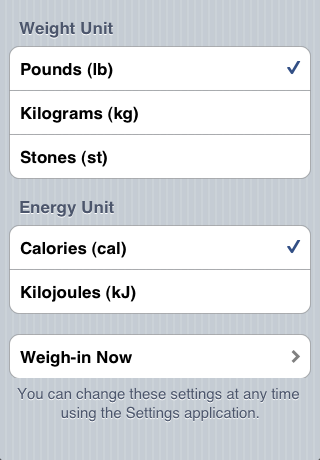 Weight Unit
Pounds (lb)
Kilograms (kg)
Stones (st)
Energy Unit
Calories (cal)
Kilojoules (kJ)
Weigh-in Now
You can change these settings at any time
using the Settings application.